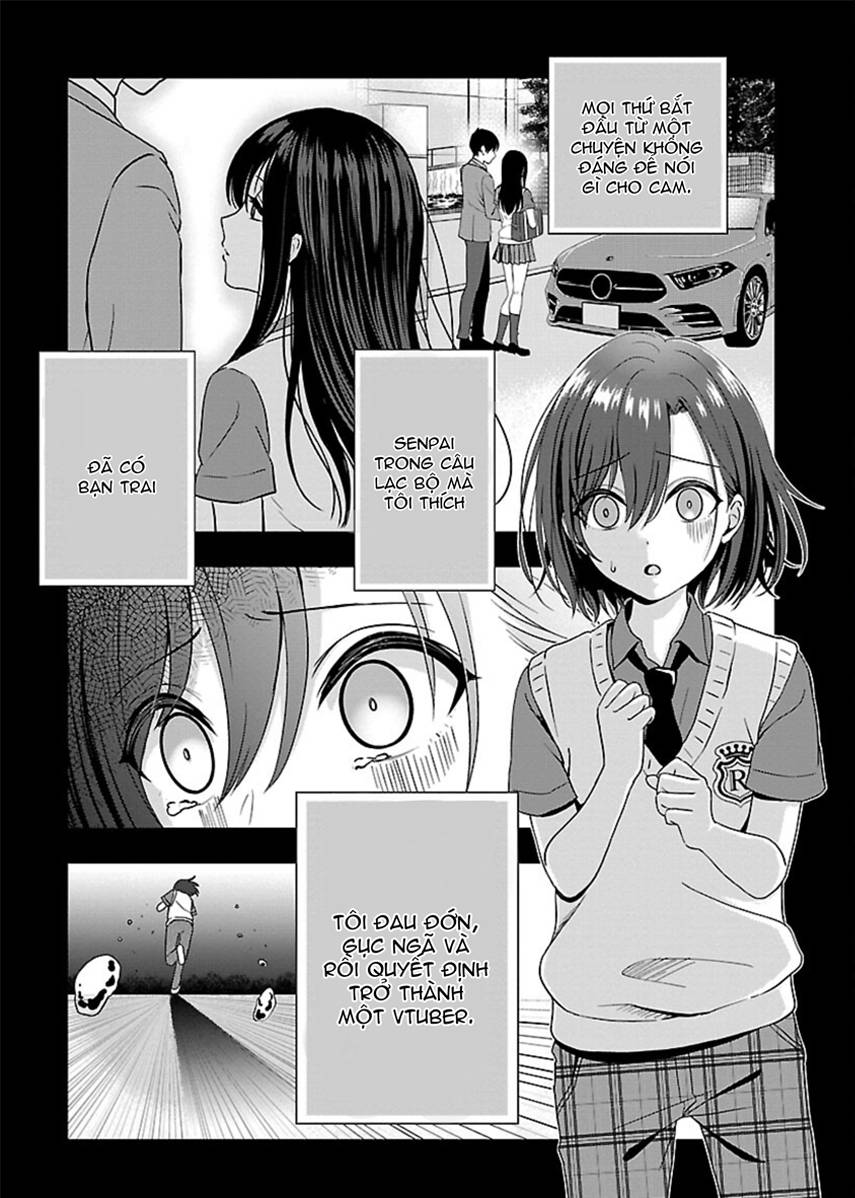 MỌI THỨ BẮT
ĐẦU TỪ MỘT
CHUYỆN KHÔNG
ĐÁNG ĐỂ NÓI
GÌ CHO CAM.
SENPAI
TRONG CÂU
LẠC BỘ MÀ
TÔI THÍCH
ĐÃ CÓ
BẠN TRAI
R
TÔI ĐAU ĐỚN,
GỤC NGÃ VÀ
RỒI QUYẾT ĐỊNH
TRỞ THÀNH
MỘT VTUBER.